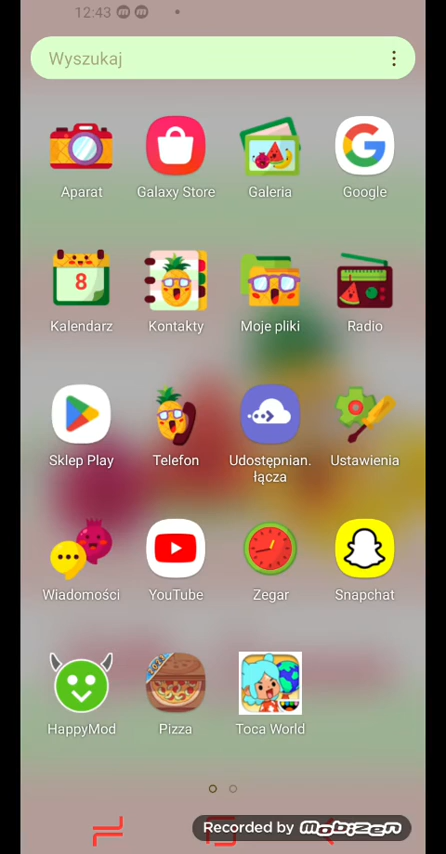 12:43
Wyszukaj
Aparat
Galaxy Store
Galeria
Google
8
Kalendarz
Kontakty
Moje pliki
Radio
Sklep Play
Telefon
Udostępnian.
łącza
Ustawienia
Wiadomości
YouTube
Zegar
Snapchat
HappyMod
Pizza
Toca World
Recorded by mobizen